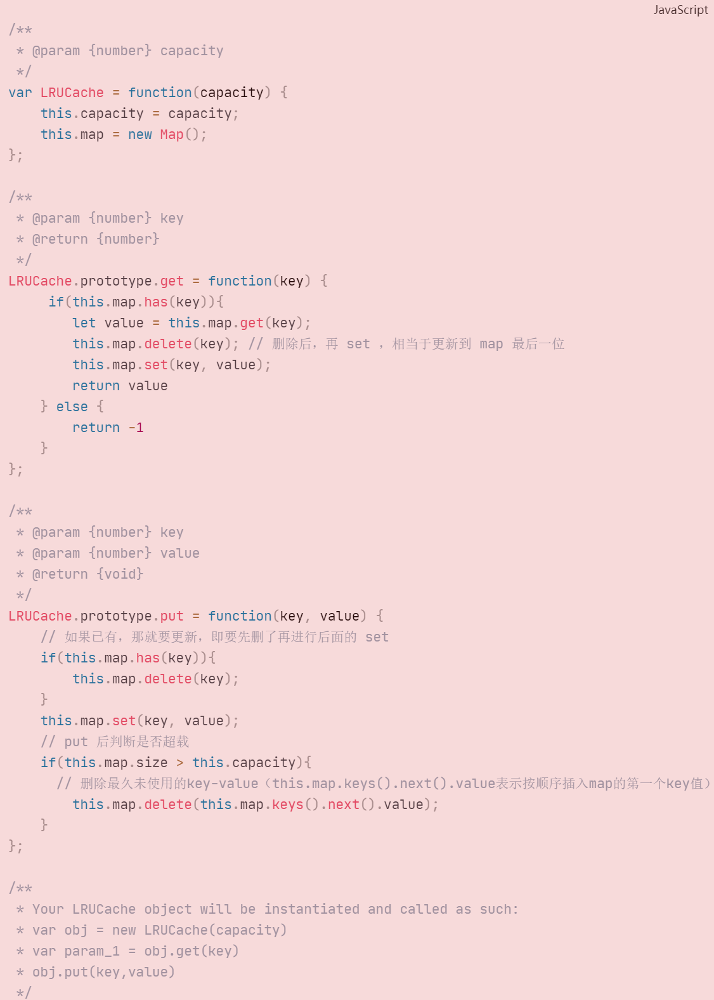 JavaScript
/**
 * @param {number} capacity
 */
var LRUCache = function(capacity) {
    this.capacity = capacity;
    this.map = new Map();
};

/**
 * @param {number} key
 * @return {number}
 */
LRUCache.prototype.get = function(key) {
     if(this.map.has(key)){
        let value = this.map.get(key);
        this.map.delete(key); // 删除后，再 set ，相当于更新到 map 最后一位
        this.map.set(key, value);
        return value
    } else {
        return -1
    }
};

/**
 * @param {number} key
 * @param {number} value
 * @return {void}
 */
LRUCache.prototype.put = function(key, value) {
    // 如果已有，那就要更新，即要先删了再进行后面的 set
    if(this.map.has(key)){
        this.map.delete(key);
    }
    this.map.set(key, value);
    // put 后判断是否超载
    if(this.map.size > this.capacity){
      // 删除最久未使用的key-value（this.map.keys().next().value表示按顺序插入map的第一个key值）
        this.map.delete(this.map.keys().next().value);
    }
};

/**
 * Your LRUCache object will be instantiated and called as such:
 * var obj = new LRUCache(capacity)
 * var param_1 = obj.get(key)
 * obj.put(key,value)
 */